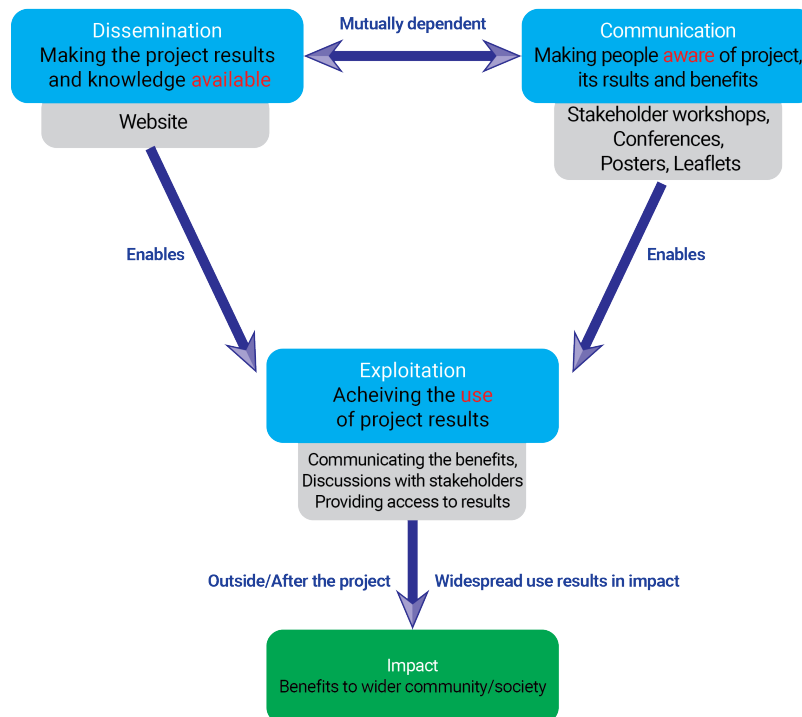 Dissemination
Making the project results
and knowledge available
Website
Mutually dependent
Communication
Making people aware of project,
its rsults and benefits
Stakeholder workshops,
Conferences,
Posters, Leaflets
Enables
Enables
Exploitation
Acheiving the use
of project results
Communicating the benefits,
Discussions with stakeholders
Providing access to results
Outside/After the project
Widespread use results in impact
Impact
Benefits to wider community/society